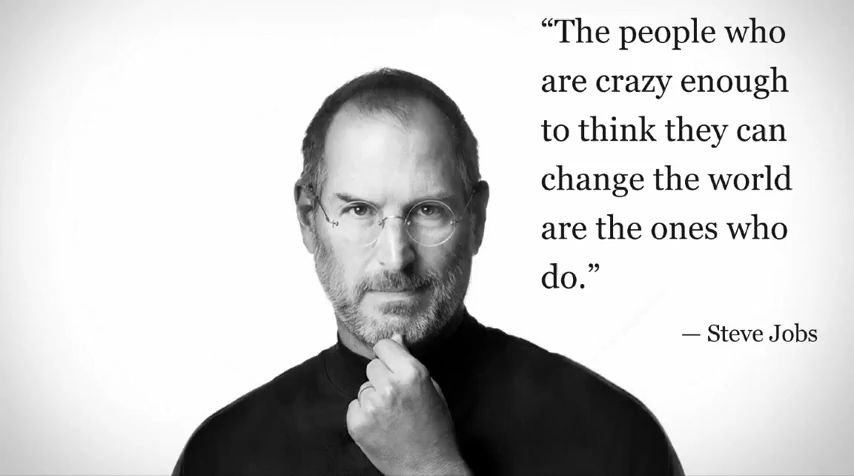 “The people who
are crazy enough
to think they can
change the world
are the ones who
do.”
— Steve Jobs